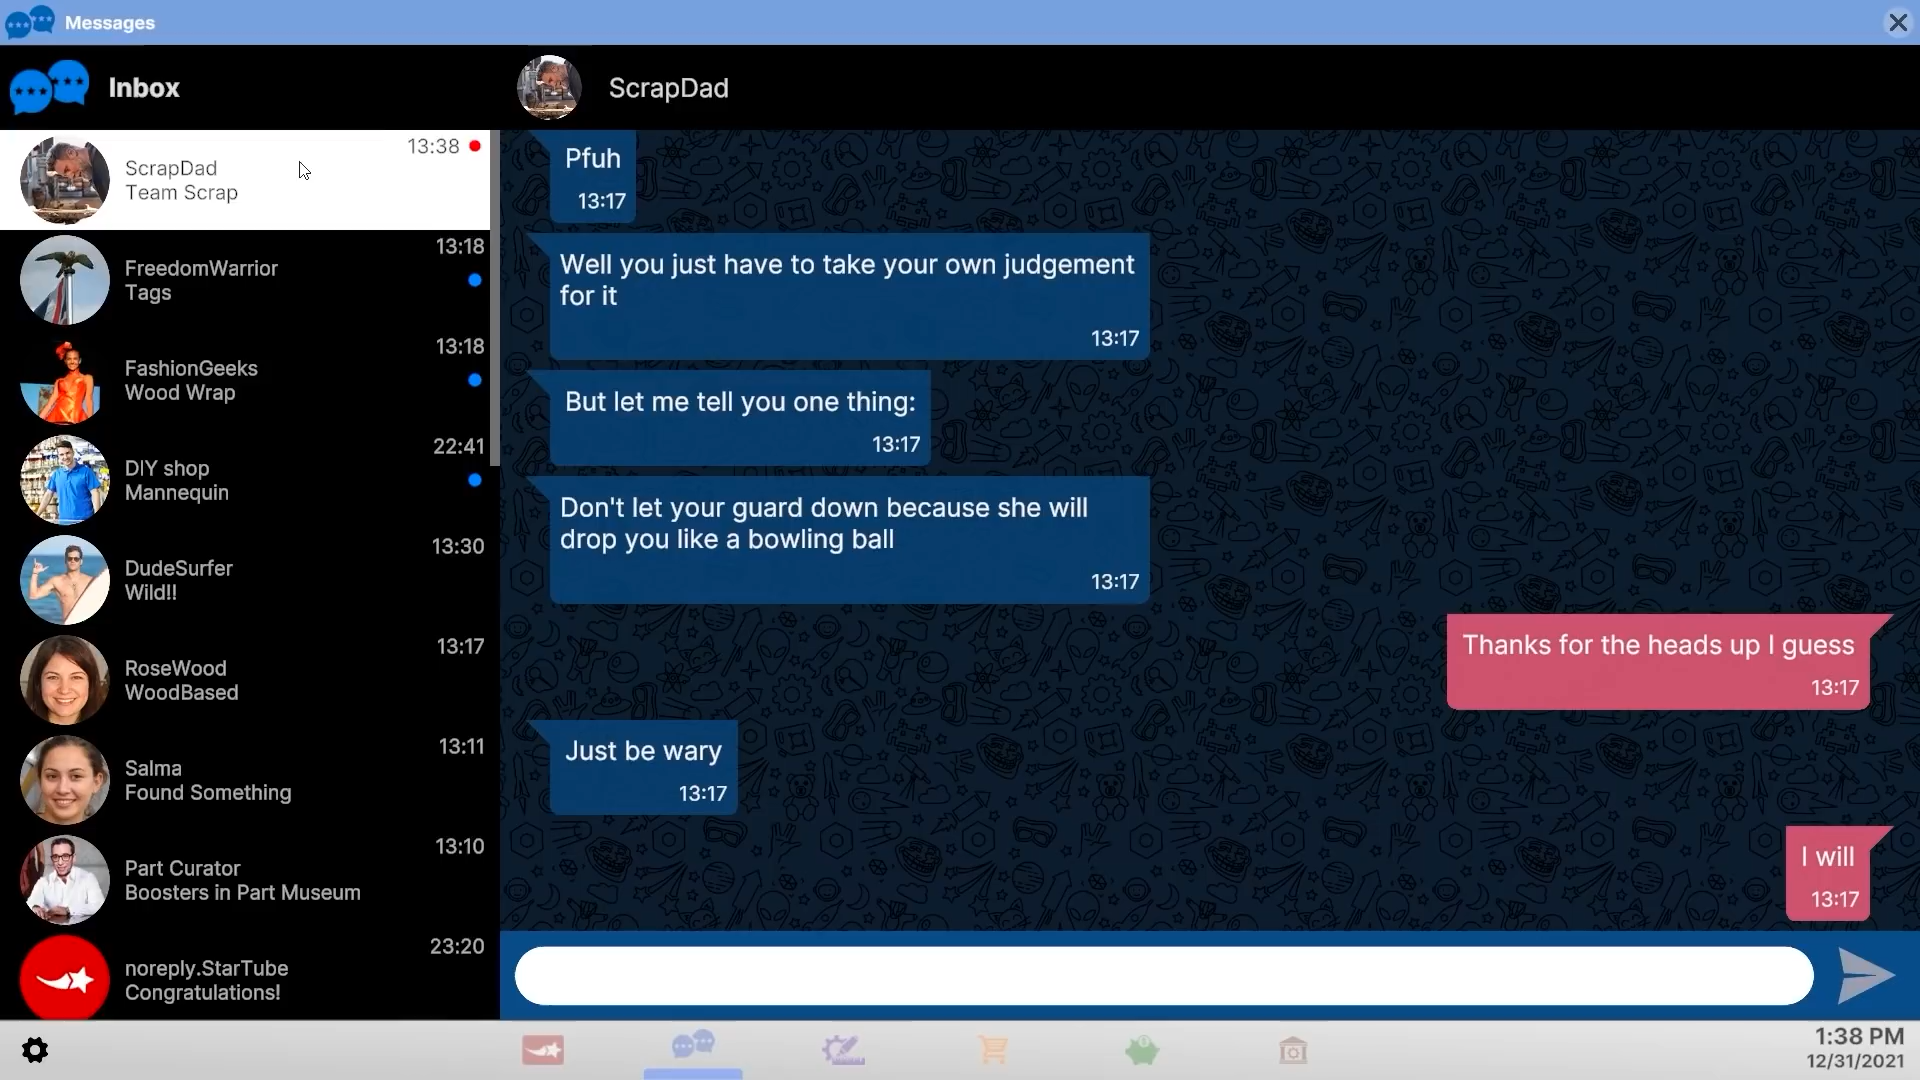 Messages
Inbox
ScrapDad
13:38
ScrapDad
Team Scrap
13:18
FreedomWarrior
Tags
13:18
FashionGeeks
Wood Wrap
22:41
DIY shop
Mannequin
13:30
DudeSurfer
Wild!!
13:17
RoseWood
WoodBased
13:11
Salma
Found Something
13:10
Part Curator
Boosters in Part Museum
23:20
noreply.StarTube
Congratulations!
Pfuh
13:17
Well you just have to take your own judgement
for it
13:17
But let me tell you one thing:
13:17
Don't let your guard down because she will
drop you like a bowling ball
13:17
Thanks for the heads up I guess
13:17
Just be wary
13:17
I will
13:17
1:38 PM
12/31/2021